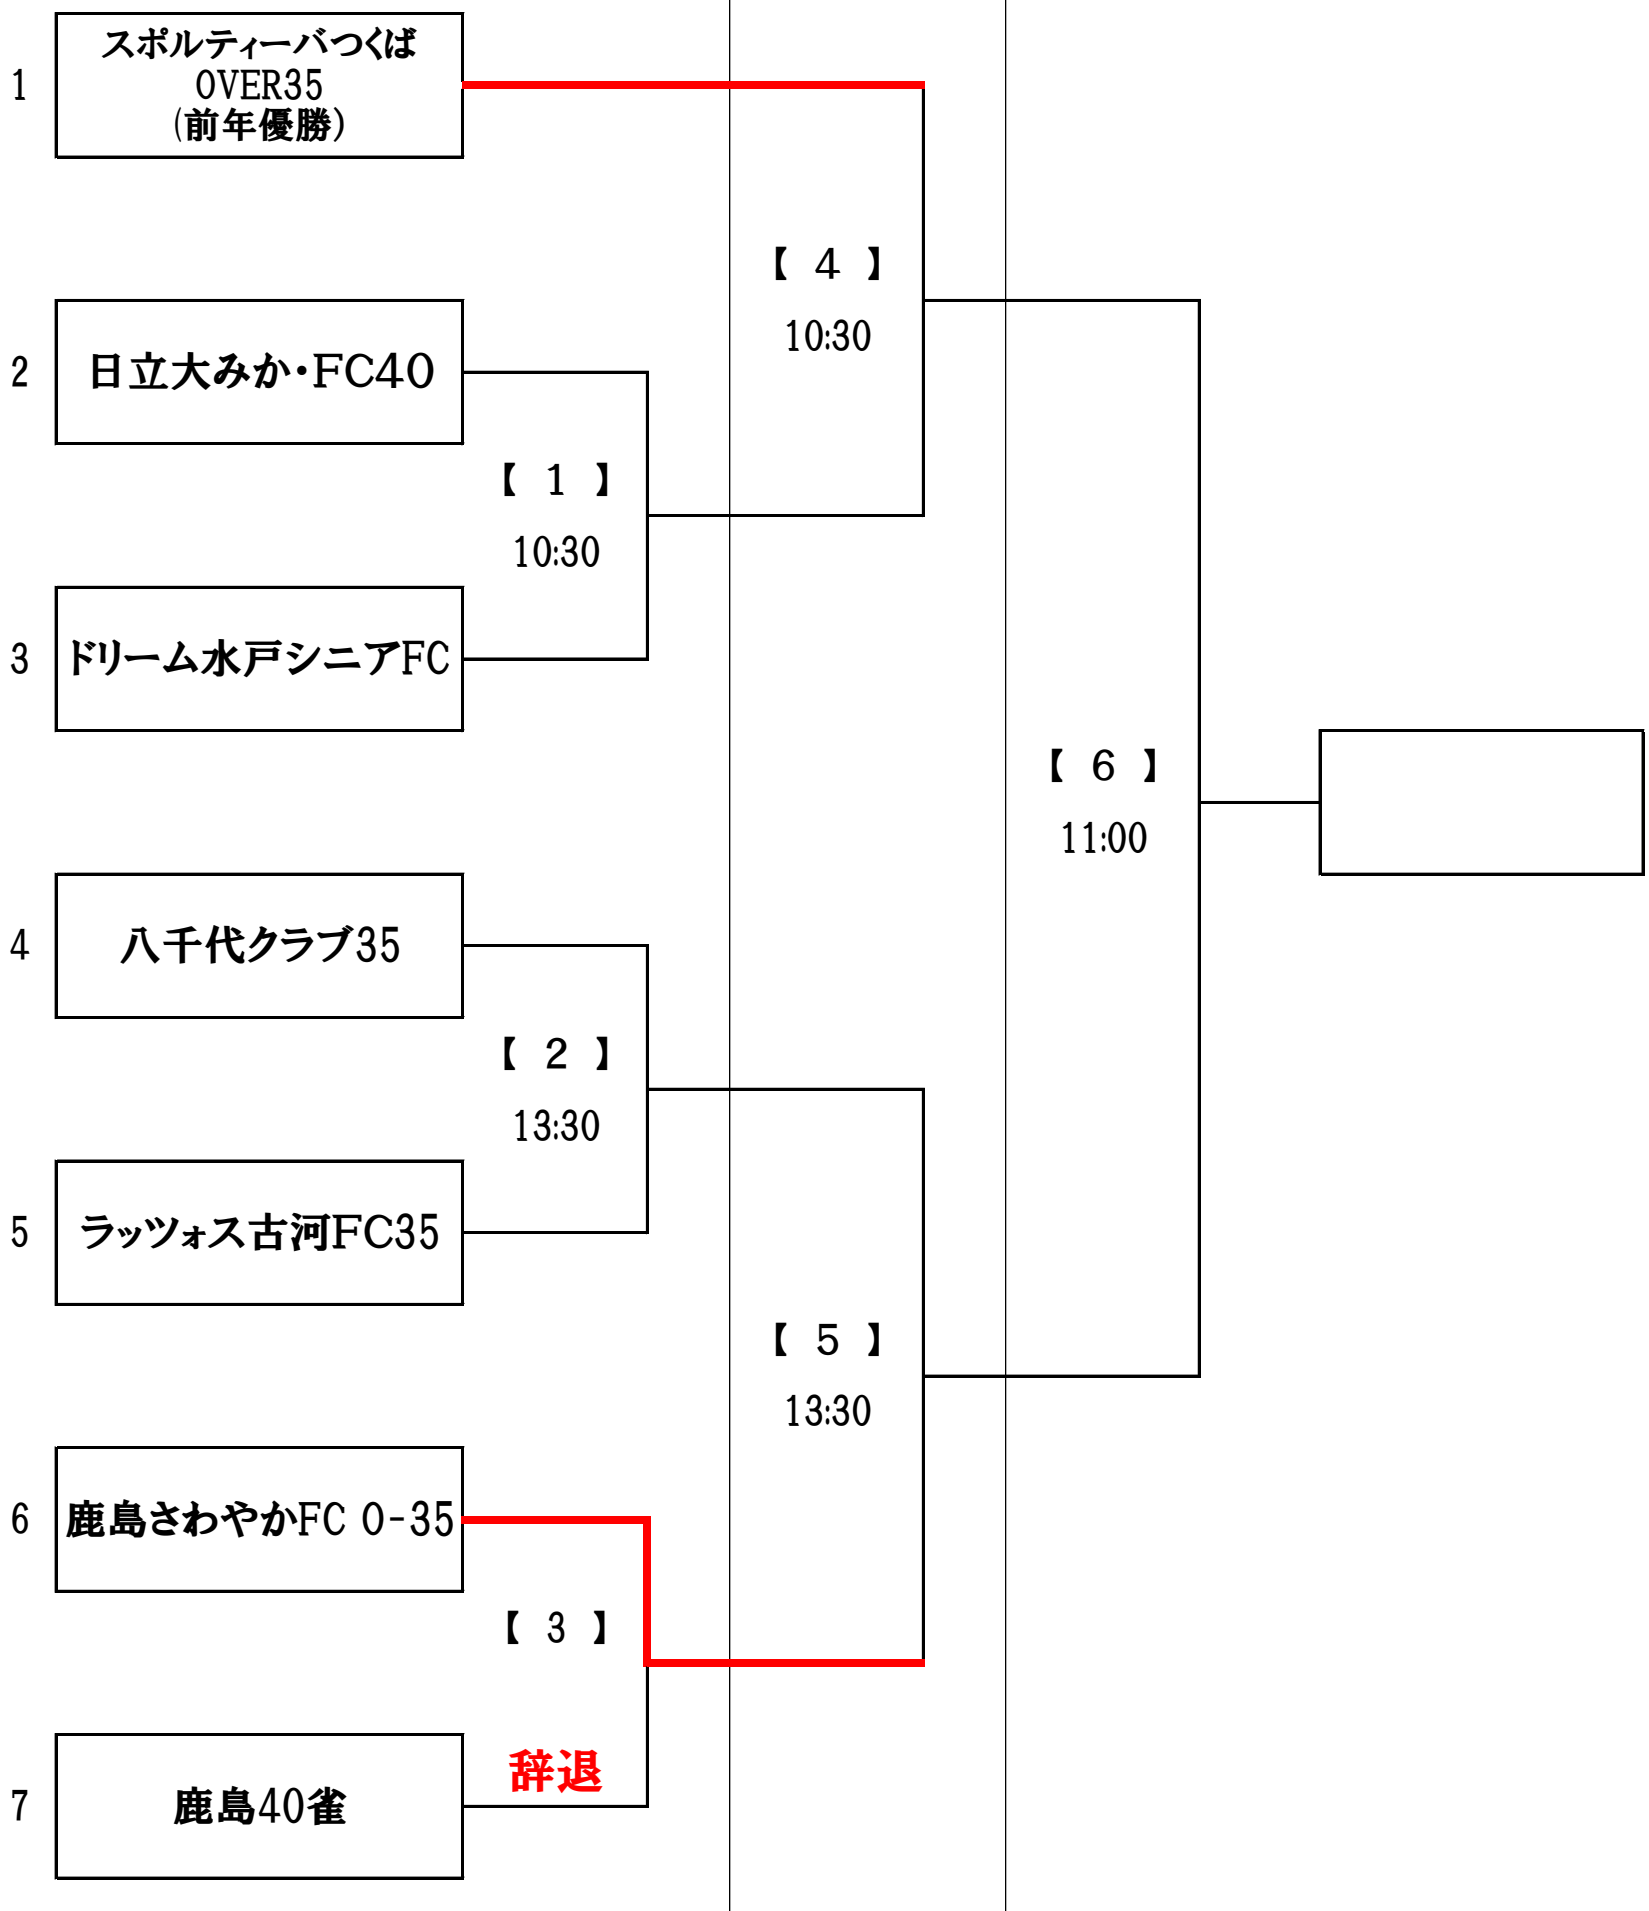 1
スポルティーバつくば
OVER35
(前年優勝)
【 4 】
10:30
2
日立大みか・FC40
【 1 】
10:30
3
ドリーム水戸シニアFC
【 6 】
11:00
4
八千代クラブ35
【 2 】
13:30
5
ラッツォス古河FC35
【 5 】
13:30
6
鹿島さわやかFC O-35
【 3 】
辞退
7
鹿島40雀